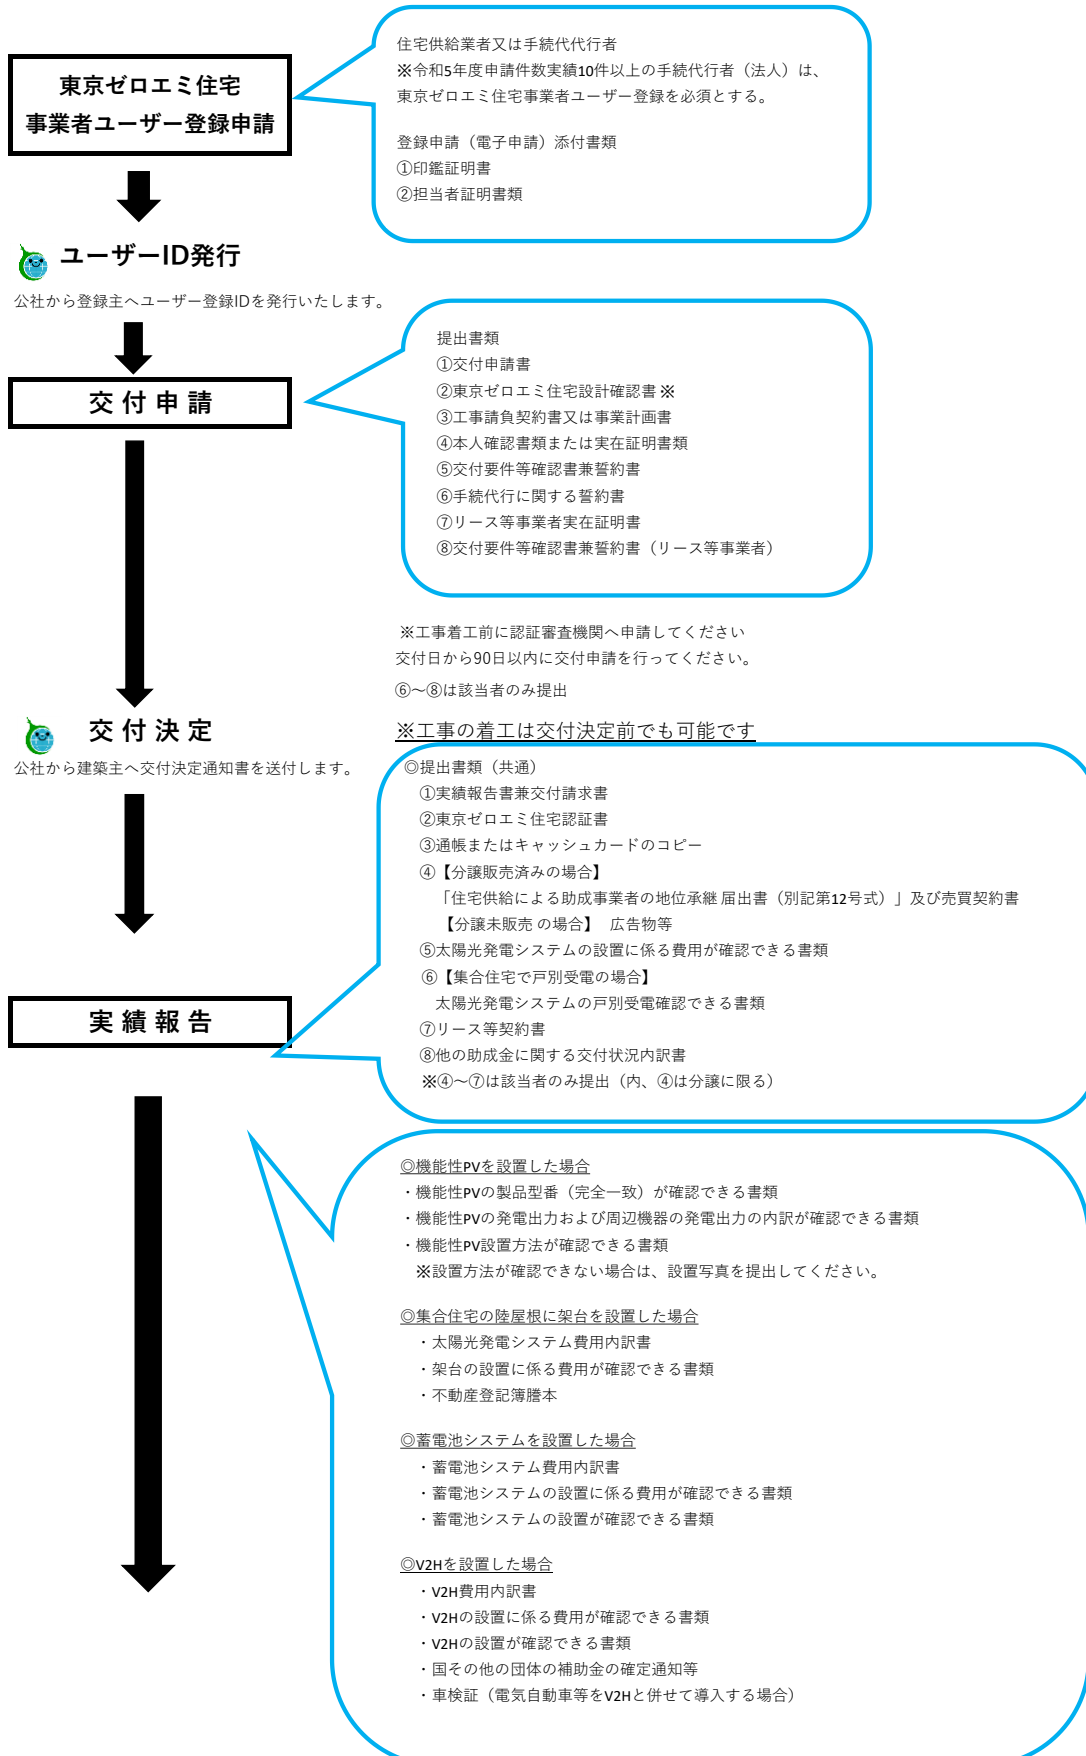 東京ゼロエミ住宅
事業者ユーザー登録申請
住宅供給業者又は手続代代行者
※令和5年度申請件数実績10件以上の手続代行者（法人）は、
東京ゼロエミ住宅事業者ユーザー登録を必須とする。
登録申請（電子申請）添付書類
①印鑑証明書
②担当者証明書類
ユーザーID発行
公社から登録主へユーザー登録IDを発行いたします。
交付申請
提出書類
①交付申請書
②東京ゼロエミ住宅設計確認書※
③工事請負契約書又は事業計画書
④本人確認書類または実在証明書類
⑤交付要件等確認書兼誓約書
⑥手続代行に関する誓約書
⑦リース等事業者実在証明書
⑧交付要件等確認書兼誓約書（リース等事業者）
※工事着工前に認証審査機関へ申請してください
交付日から90日以内に交付申請を行ってください。
⑥～⑧は該当者のみ提出
※工事の着工は交付決定前でも可能です
交付決定
公社から建築主へ交付決定通知書を送付します。
◎提出書類（共通）
①実績報告書兼交付請求書
②東京ゼロエミ住宅認証書
③通帳またはキャッシュカードのコピー
④【分譲販売済みの場合】
「住宅供給による助成事業者の地位承継 届出書（別記第12号式）」及び売買契約書
【分譲未販売 の場合】 広告物等
⑤太陽光発電システムの設置に係る費用が確認できる書類
⑥【集合住宅で戸別受電の場合】
太陽光発電システムの戸別受電確認できる書類
⑦リース等契約書
⑧他の助成金に関する交付状況内訳書
※④～⑦は該当者のみ提出（内、④は分譲に限る）
実績報告
◎機能性PVを設置した場合
・機能性PVの製品型番（完全一致）が確認できる書類
・機能性PVの発電出力および周辺機器の発電出力の内訳が確認できる書類
・機能性PV設置方法が確認できる書類
※設置方法が確認できない場合は、設置写真を提出してください。
◎集合住宅の陸屋根に架台を設置した場合
・太陽光発電システム費用内訳書
・架台の設置に係る費用が確認できる書類
・不動産登記簿謄本
◎蓄電池システムを設置した場合
・蓄電池システム費用内訳書
・蓄電池システムの設置に係る費用が確認できる書類
・蓄電池システムの設置が確認できる書類
◎V2Hを設置した場合
・V2H費用内訳書
・V2Hの設置に係る費用が確認できる書類
・V2Hの設置が確認できる書類
・国その他の団体の補助金の確定通知等
・車検証（電気自動車等をV2Hと併せて導入する場合）